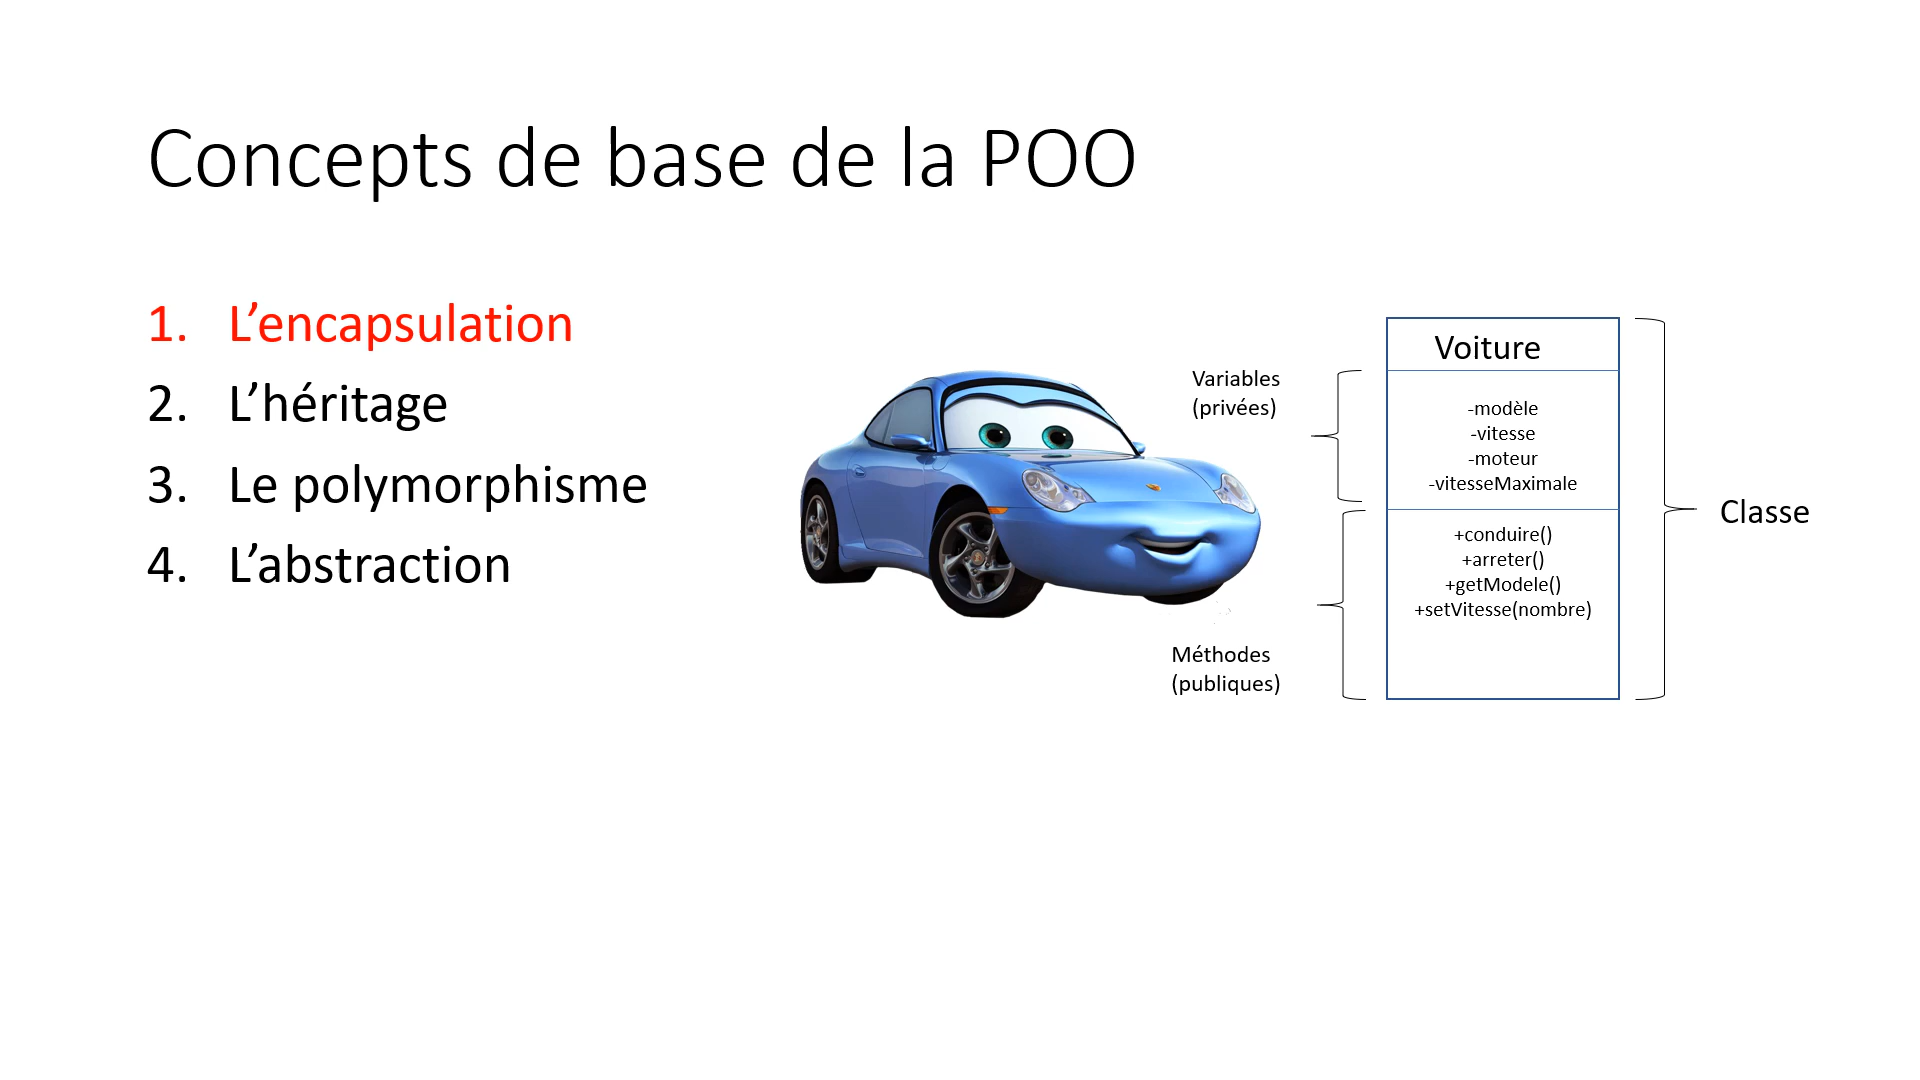 Concepts de base de la POO
1. L’encapsulation
2. L’héritage
3. Le polymorphisme
4. L’abstraction
Variables
(privées)
Méthodes
(publiques)
Voiture
-modèle
-vitesse
-moteur
-vitesseMaximale
+conduire()
+arreter()
+getModele()
+setVitesse(nombre)
Classe